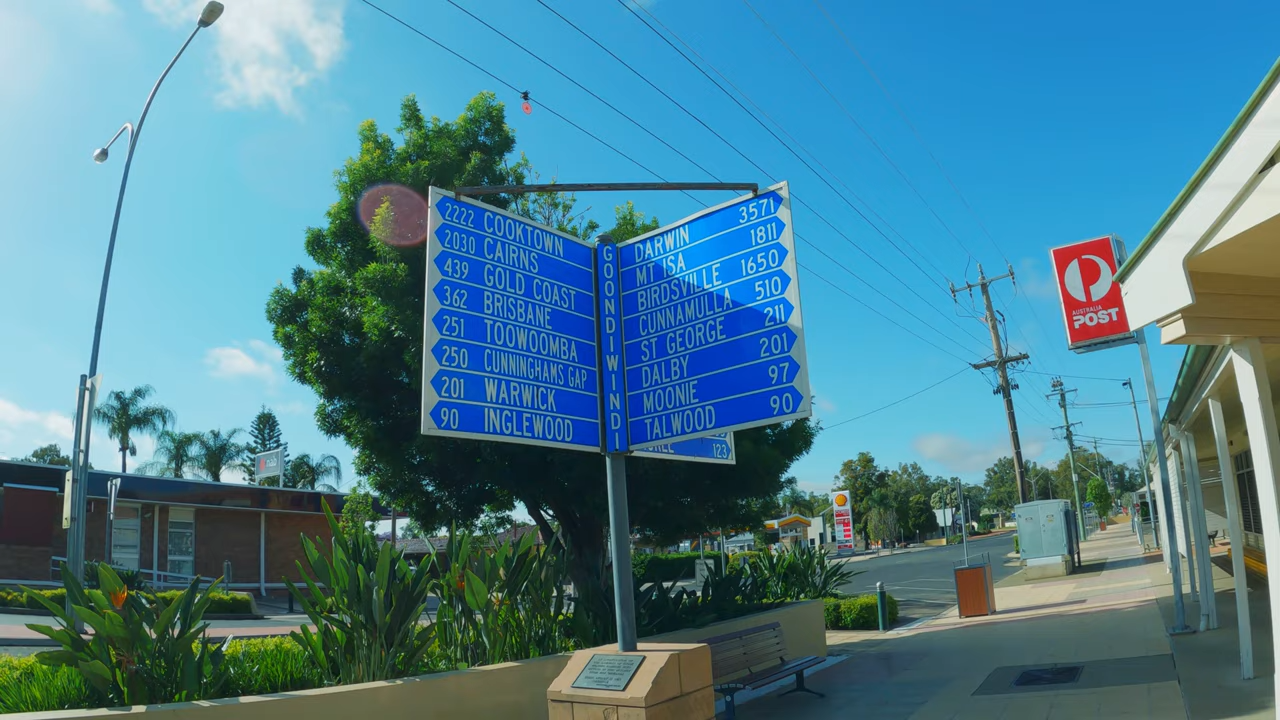 2222 COOKTOWN
2030 CAIRNS
439 GOLD COAST
362 BRISBANE
251 TOOWOOMBA
250 CUNNINGHAMS GAP
201 WARWICK
90 INGLEWOOD
GOONDIWINDI
DARWIN 3571
MT ISA 1811
BIRDSVILLE 1650
CUNNAMULLA 510
ST GEORGE 211
DALBY 201
MOONIE 97
TALWOOD 90
123
AUSTRALIA
POST